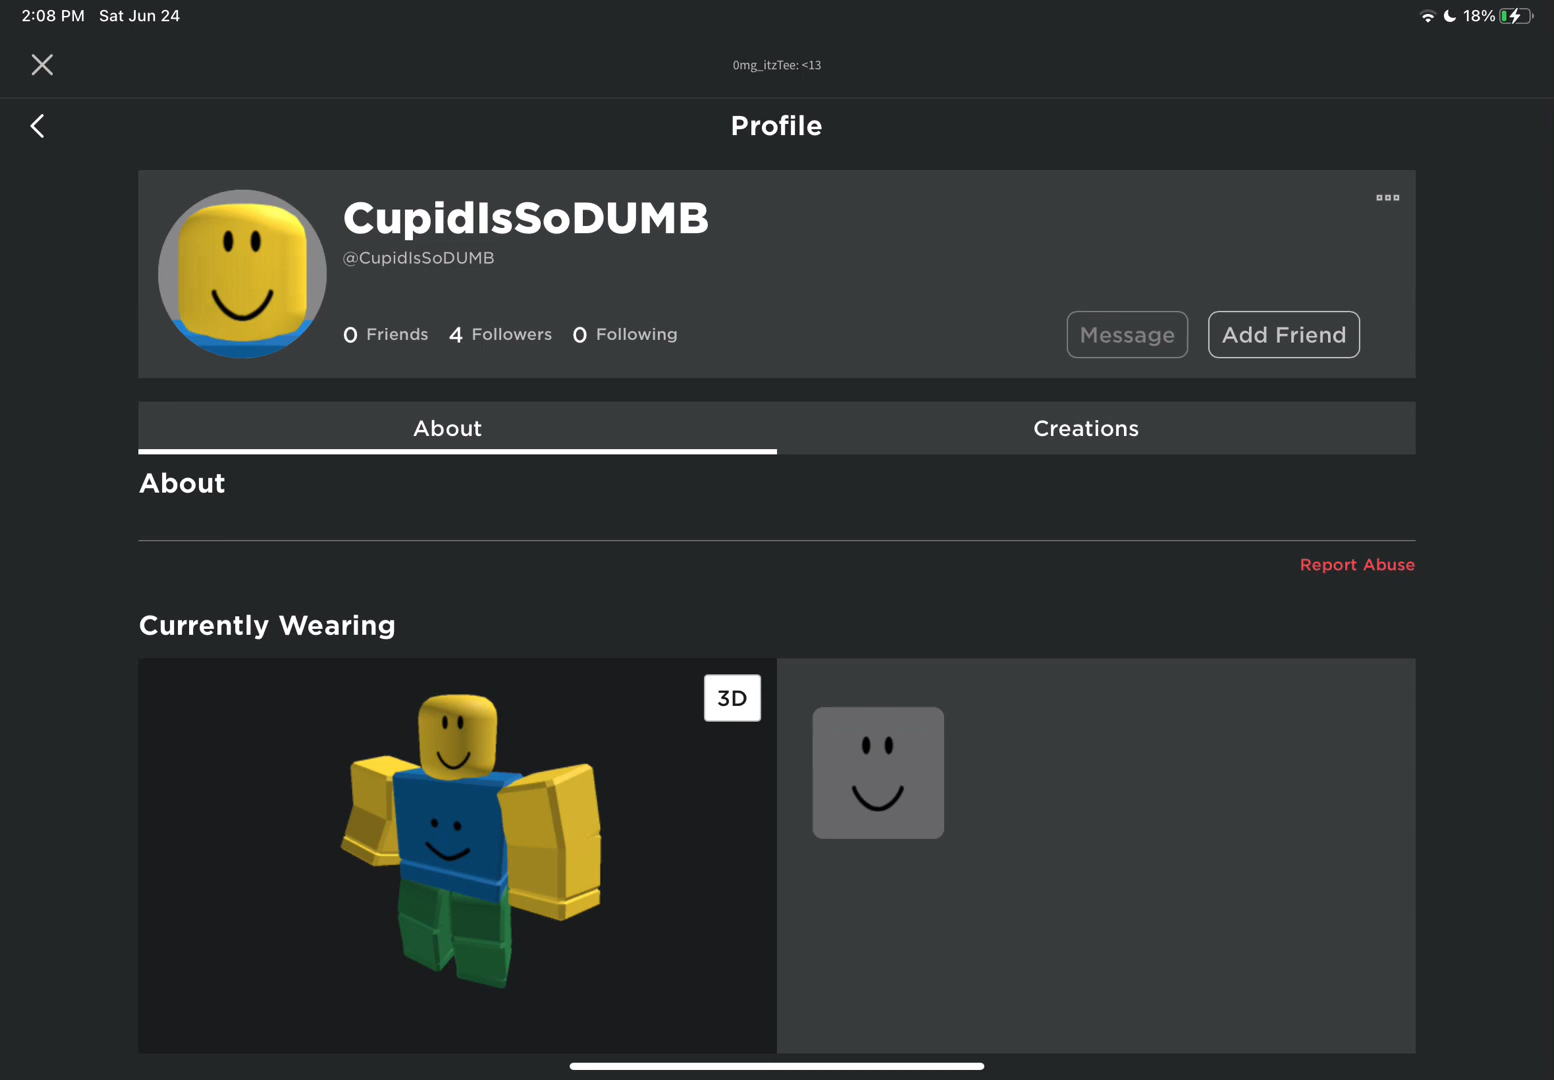 2:08 PM Sat Jun 24
18%
0mg_itzTee: <13
Profile
CupidIsSoDUMB
@CupidIsSoDUMB
0 Friends 4 Followers 0 Following
Message Add Friend
About Creations
About
Report Abuse
Currently Wearing
3D